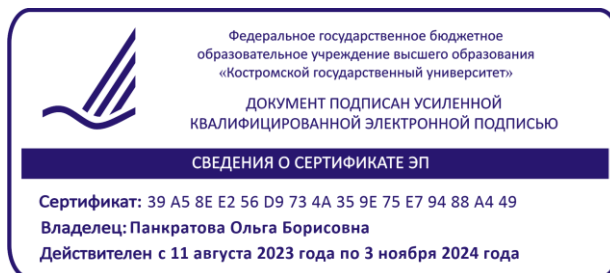 Федеральное государственное бюджетное
образовательное учреждение высшего образования
«Костромской государственный университет»
ДОКУМЕНТ ПОДПИСАН УСИЛЕННОЙ
КВАЛИФИЦИРОВАННОЙ ЭЛЕКТРОННОЙ ПОДПИСЬЮ
СВЕДЕНИЯ О СЕРТИФИКАТЕ ЭП
Сертификат: 39 A5 8E E2 56 D9 73 4A 35 9E 75 E7 94 88 A4 49
Владелец: Панкратова Ольга Борисовна
Действителен с 11 августа 2023 года по 3 ноября 2024 года